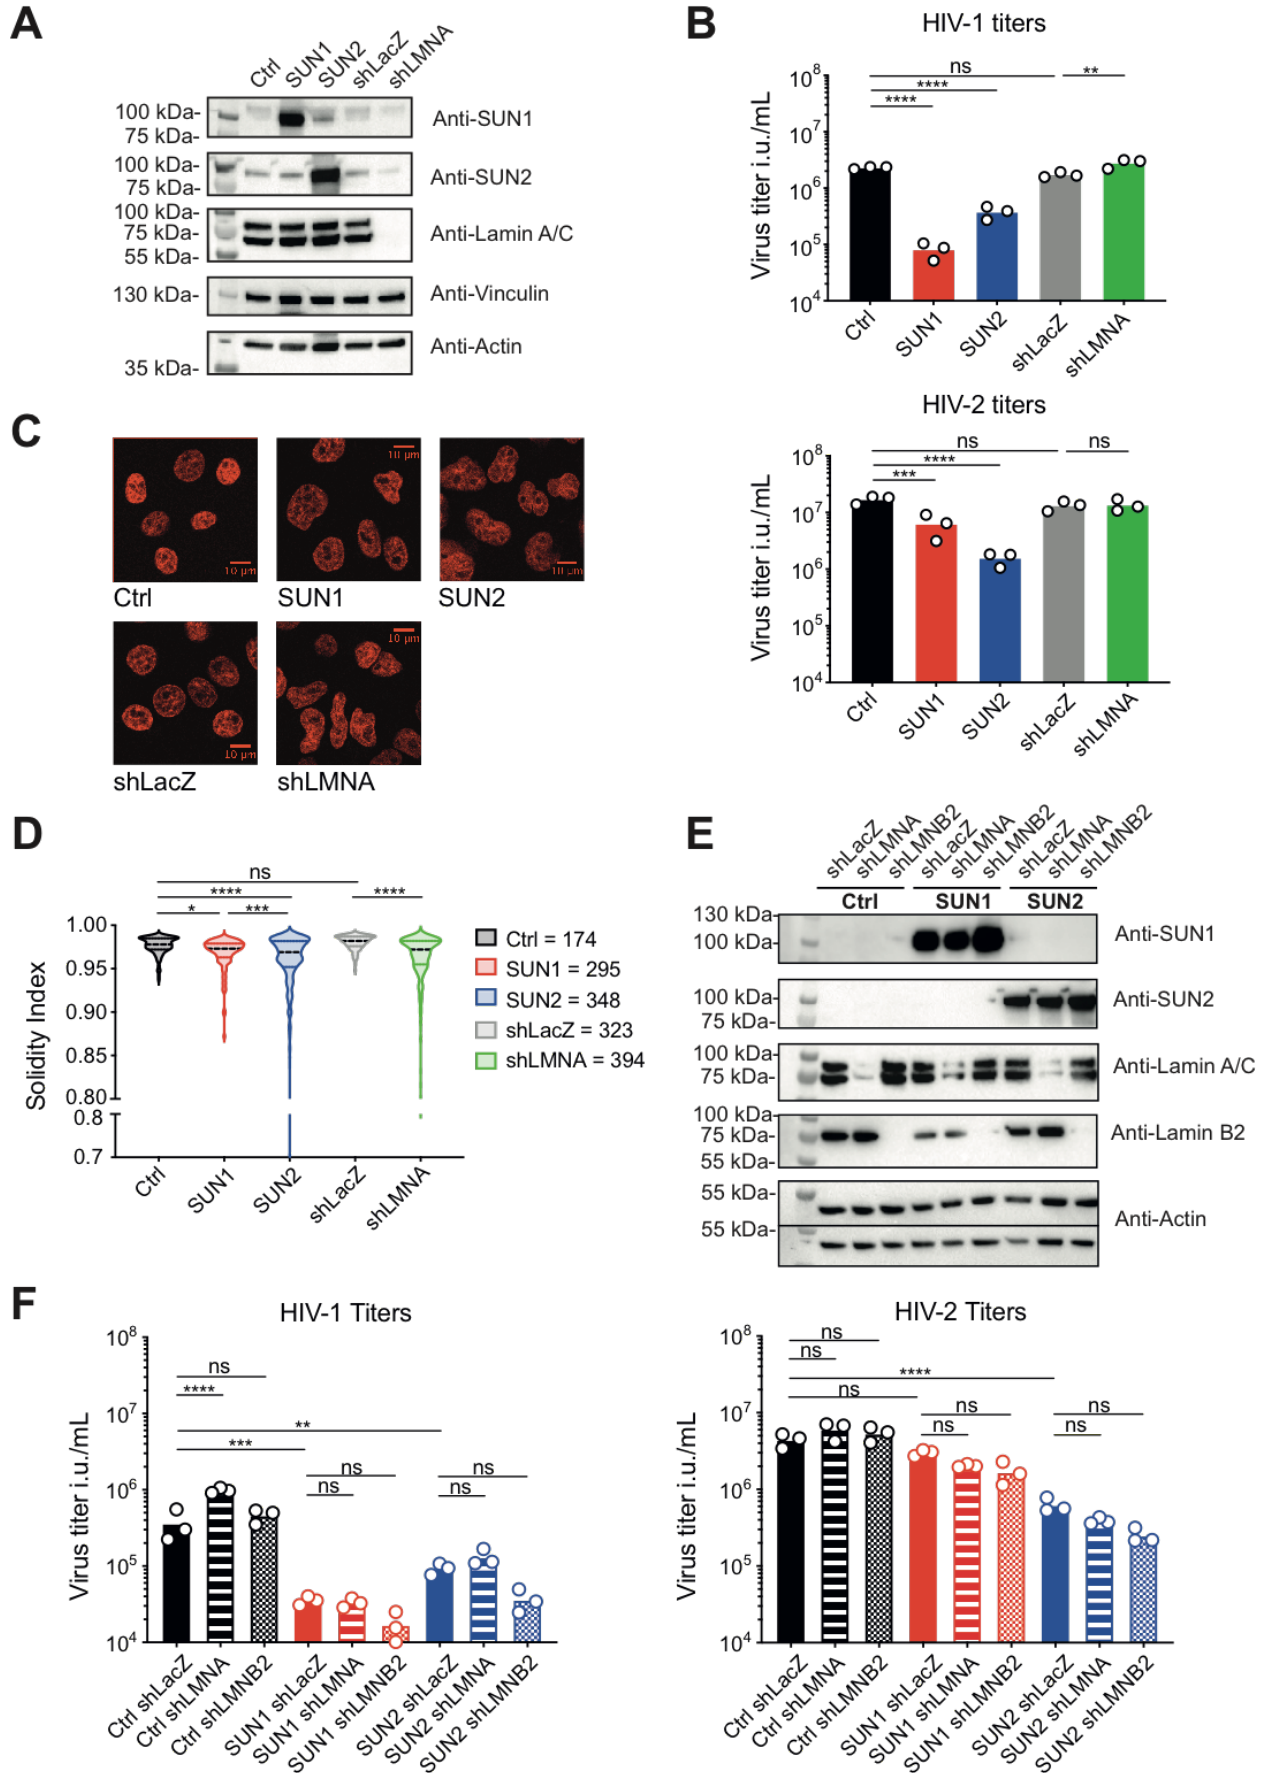 A
Ctrl
SUN1
SUN2
shLacZ
shLMNA
100 kDa-
75 kDa-
Anti-SUN1
100 kDa-
75 kDa-
Anti-SUN2
100 kDa-
75 kDa-
55 kDa-
Anti-Lamin A/C
130 kDa-
Anti-Vinculin
35 kDa-
Anti-Actin
B
HIV-1 titers
Virus titer i.u./mL
10^8
10^7
10^6
10^5
10^4
ns
**
****
****
Ctrl
SUN1
SUN2
shLacZ
shLMNA
HIV-2 titers
Virus titer i.u./mL
10^8
10^7
10^6
10^5
10^4
ns
ns
****
***
Ctrl
SUN1
SUN2
shLacZ
shLMNA
C
10 µm
10 µm
10 µm
Ctrl
SUN1
SUN2
10 µm
10 µm
shLacZ
shLMNA
D
ns
****
****
*
***
Solidity Index
1.00
0.95
0.90
0.85
0.80
0.8
0.7
Ctrl
SUN1
SUN2
shLacZ
shLMNA
Ctrl = 174
SUN1 = 295
SUN2 = 348
shLacZ = 323
shLMNA = 394
E
shLacZ
shLMNA
shLMNB2
shLacZ
shLMNA
shLMNB2
shLacZ
shLMNA
shLMNB2
Ctrl
SUN1
SUN2
130 kDa-
100 kDa-
Anti-SUN1
100 kDa-
75 kDa-
Anti-SUN2
100 kDa-
75 kDa-
Anti-Lamin A/C
100 kDa-
75 kDa-
55 kDa-
Anti-Lamin B2
55 kDa-
55 kDa-
Anti-Actin
F
HIV-1 Titers
Virus titer i.u./mL
10^8
10^7
10^6
10^5
10^4
ns
****
**
***
ns
ns
ns
ns
Ctrl shLacZ
Ctrl shLMNA
Ctrl shLMNB2
SUN1 shLacZ
SUN1 shLMNA
SUN1 shLMNB2
SUN2 shLacZ
SUN2 shLMNA
SUN2 shLMNB2
HIV-2 Titers
Virus titer i.u./mL
10^8
10^7
10^6
10^5
10^4
ns
ns
****
ns
ns
ns
ns
ns
Ctrl shLacZ
Ctrl shLMNA
Ctrl shLMNB2
SUN1 shLacZ
SUN1 shLMNA
SUN1 shLMNB2
SUN2 shLacZ
SUN2 shLMNA
SUN2 shLMNB2